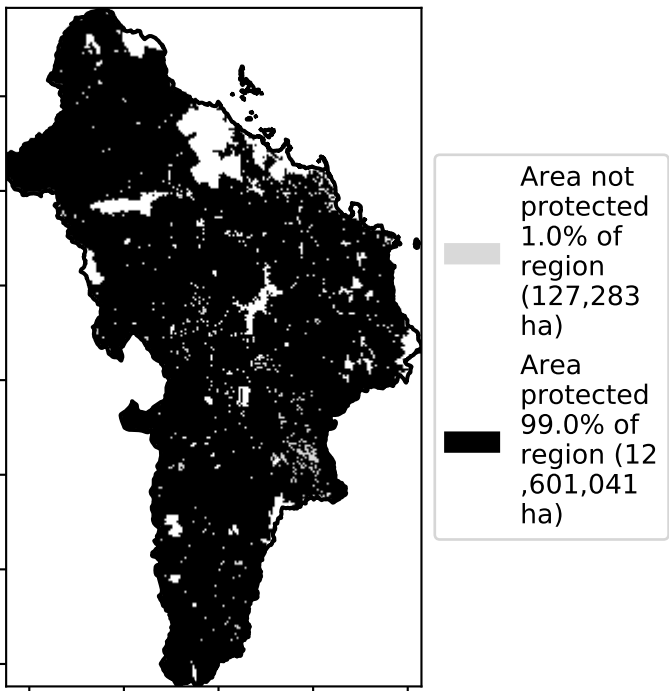 Area not
protected
1.0% of
region
(127,283
ha)
Area
protected
99.0% of
region (12
,601,041
ha)